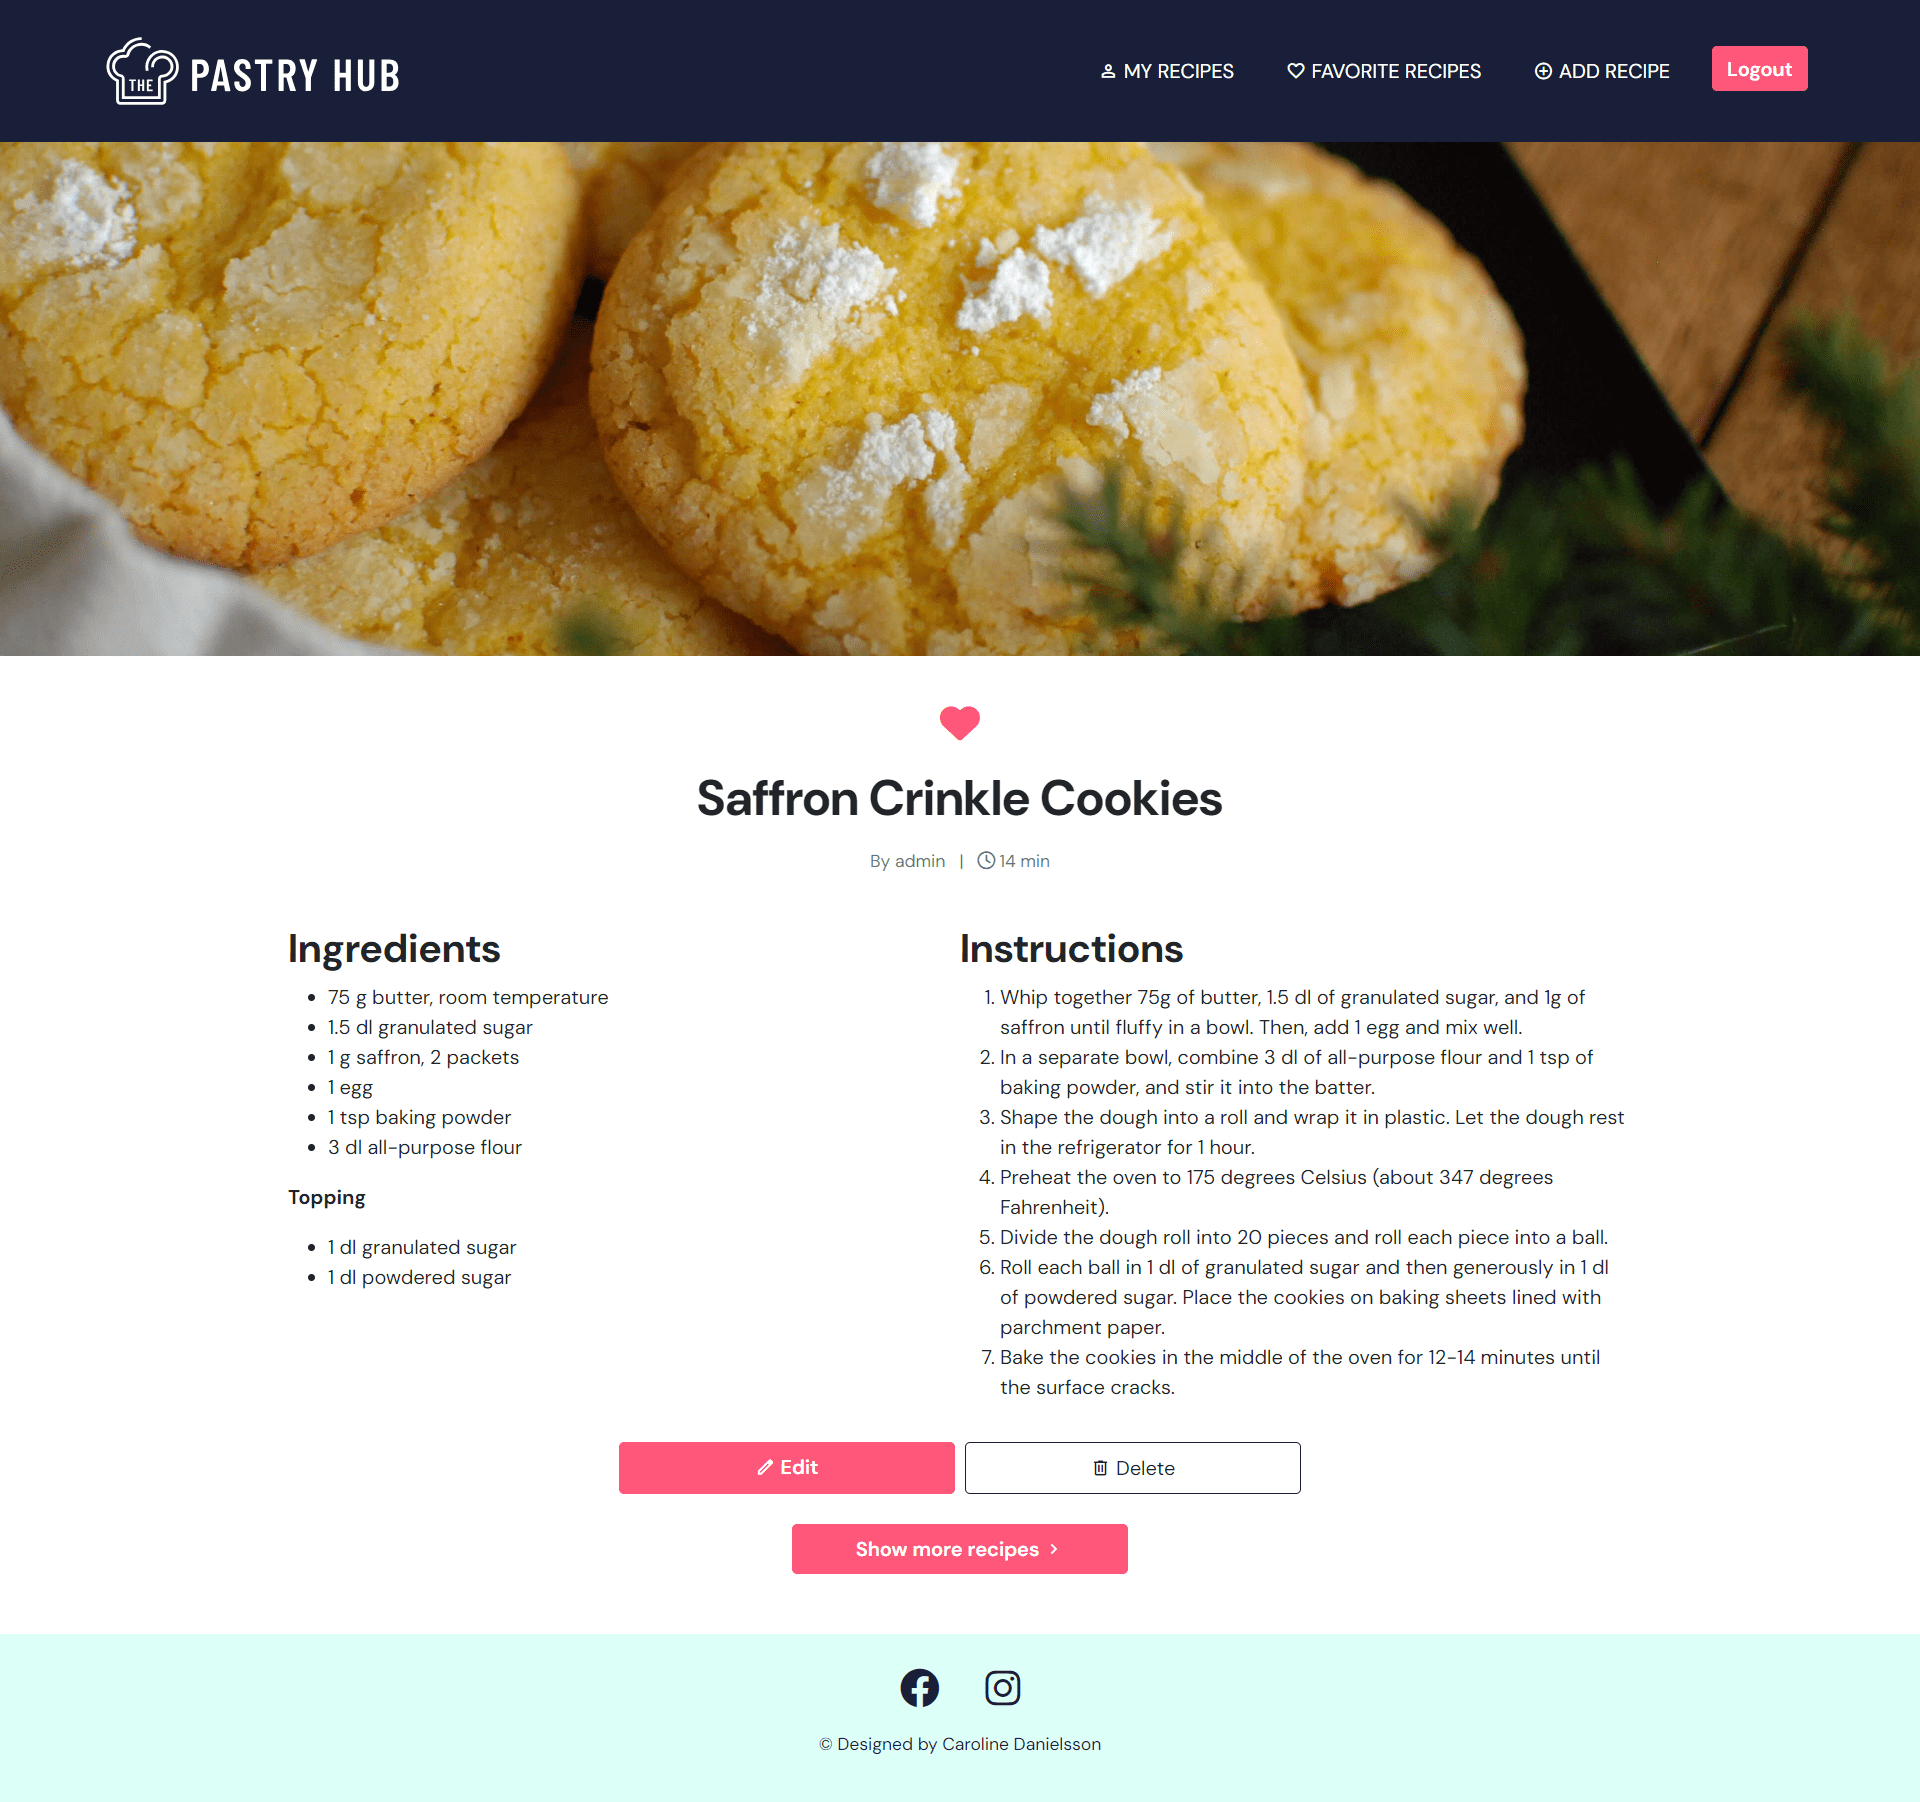 THE PASTRY HUB
MY RECIPES
FAVORITE RECIPES
ADD RECIPE
Logout
Saffron Crinkle Cookies
By admin | 14 min
Ingredients
75 g butter, room temperature
1.5 dl granulated sugar
1 g saffron, 2 packets
1 egg
1 tsp baking powder
3 dl all-purpose flour
Topping
1 dl granulated sugar
1 dl powdered sugar
Instructions
1. Whip together 75g of butter, 1.5 dl of granulated sugar, and 1g of
saffron until fluffy in a bowl. Then, add 1 egg and mix well.
2. In a separate bowl, combine 3 dl of all-purpose flour and 1 tsp of
baking powder, and stir it into the batter.
3. Shape the dough into a roll and wrap it in plastic. Let the dough rest
in the refrigerator for 1 hour.
4. Preheat the oven to 175 degrees Celsius (about 347 degrees
Fahrenheit).
5. Divide the dough roll into 20 pieces and roll each piece into a ball.
6. Roll each ball in 1 dl of granulated sugar and then generously in 1 dl
of powdered sugar. Place the cookies on baking sheets lined with
parchment paper.
7. Bake the cookies in the middle of the oven for 12-14 minutes until
the surface cracks.
Edit
Delete
Show more recipes
© Designed by Caroline Danielsson